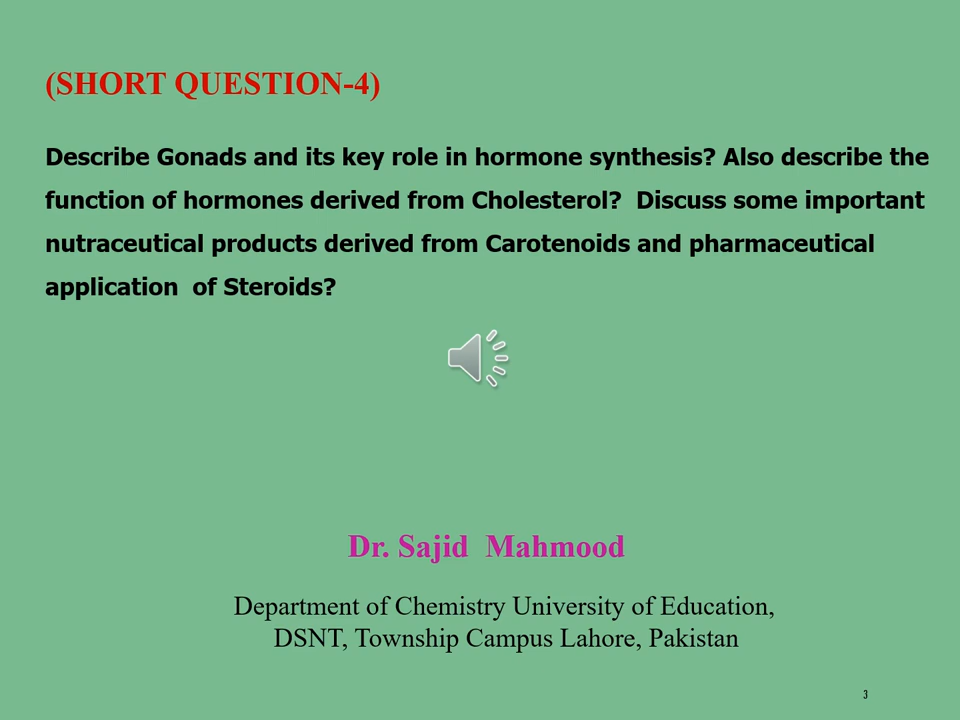 (SHORT QUESTION-4)
Describe Gonads and its key role in hormone synthesis? Also describe the
function of hormones derived from Cholesterol?  Discuss some important
nutraceutical products derived from Carotenoids and pharmaceutical
application  of Steroids?
Dr. Sajid  Mahmood
Department of Chemistry University of Education,
DSNT, Township Campus Lahore, Pakistan
3